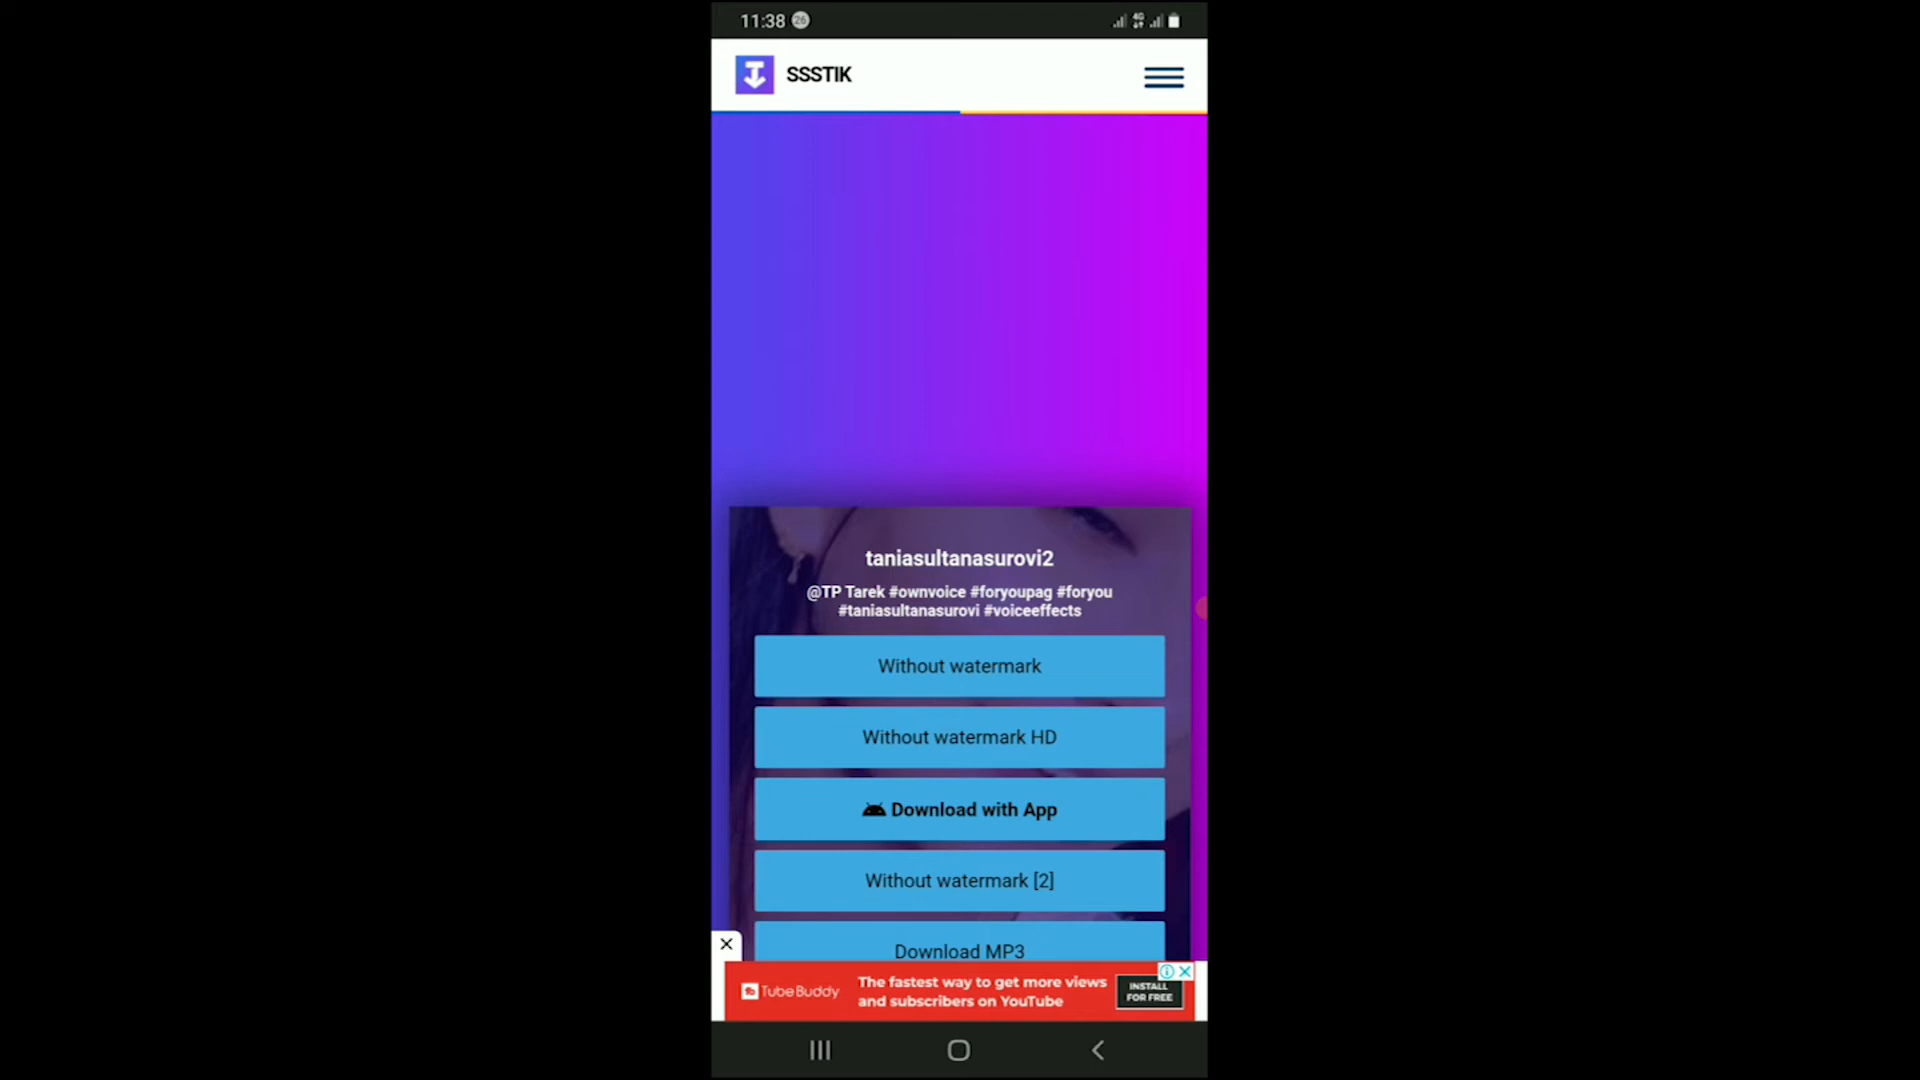 11:38 26
4G
SSSTIK
taniasultanasurovi2
@TP Tarek #ownvoice #foryoupag #foryou
#taniasultanasurovi #voiceeffects
Without watermark
Without watermark HD
Download with App
Without watermark [2]
Download MP3
TubeBuddy
The fastest way to get more views
and subscribers on YouTube
INSTALL
FOR FREE